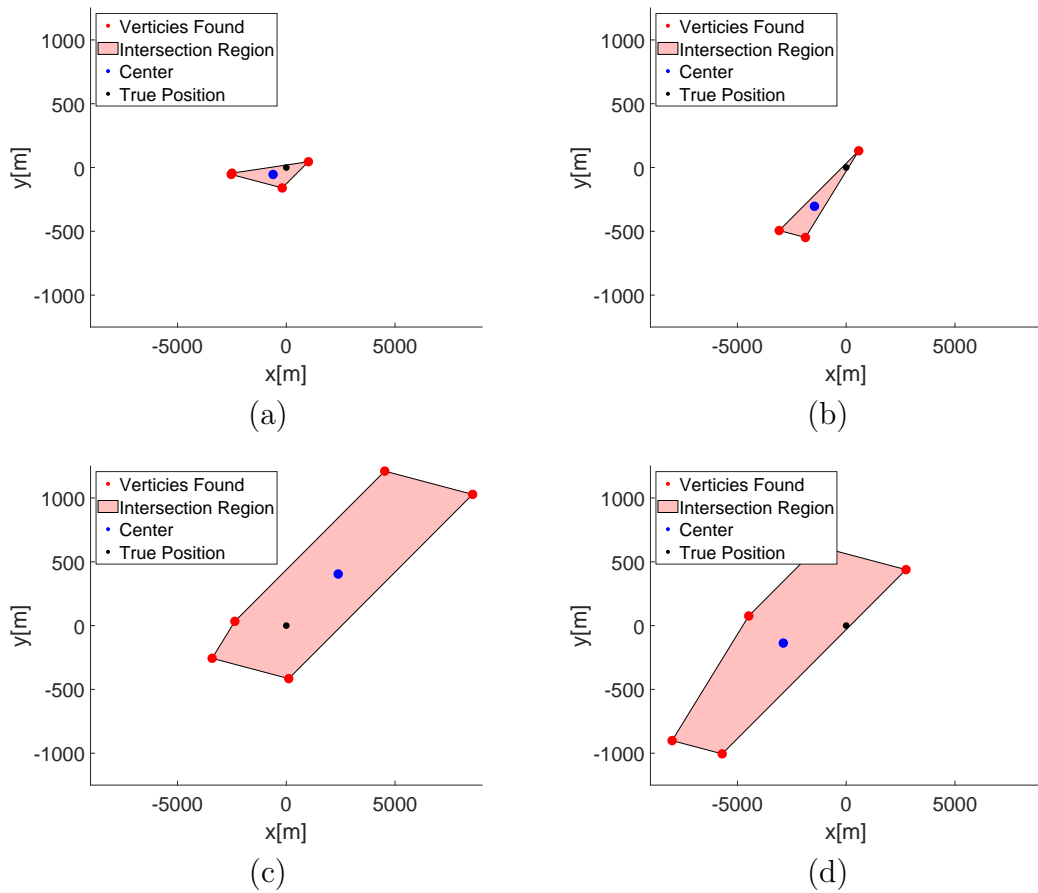 1000
500
0
-500
-1000
y[m]
Verticies Found
Intersection Region
Center
True Position
-5000 0 5000
x[m]
(a)
1000
500
0
-500
-1000
y[m]
Verticies Found
Intersection Region
Center
True Position
-5000 0 5000
x[m]
(b)
1000
500
0
-500
-1000
y[m]
Verticies Found
Intersection Region
Center
True Position
-5000 0 5000
x[m]
(c)
1000
500
0
-500
-1000
y[m]
Verticies Found
Intersection Region
Center
True Position
-5000 0 5000
x[m]
(d)